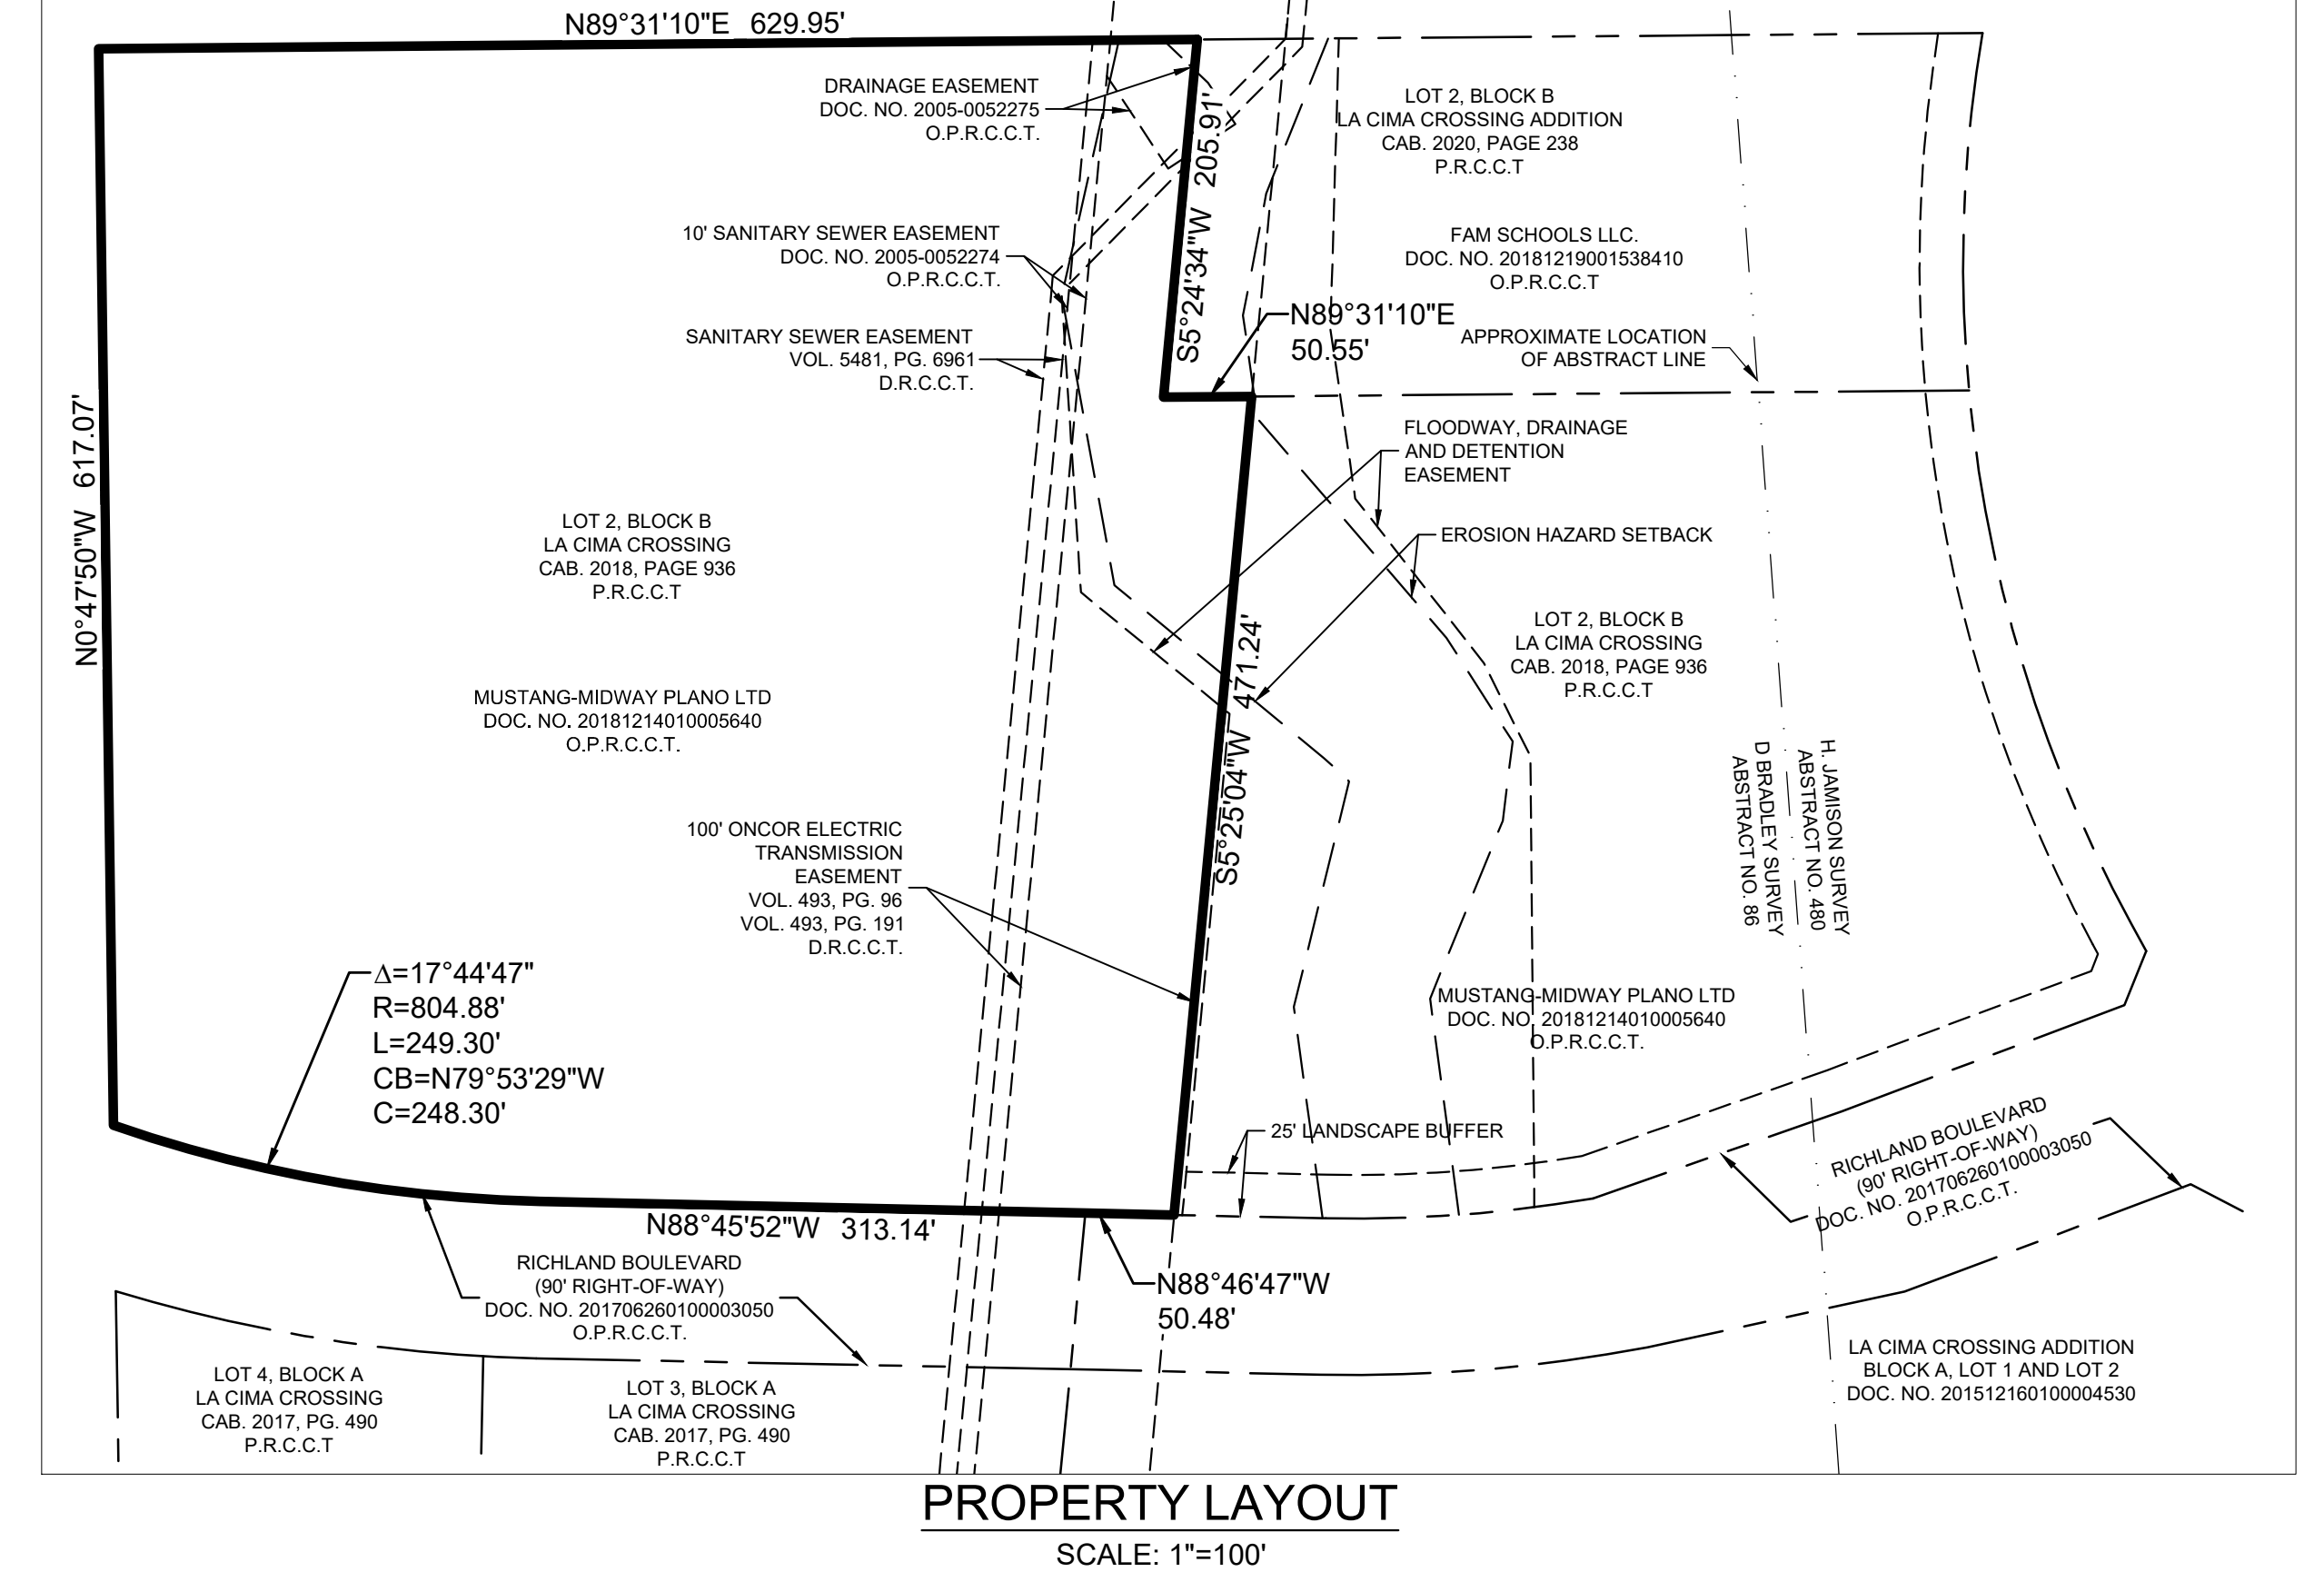 N89°31'10"E 629.95'
DRAINAGE EASEMENT
DOC. NO. 2005-0052275
O.P.R.C.C.T.
S5°24'34"W 205.91'
LOT 2, BLOCK B
LA CIMA CROSSING ADDITION
CAB. 2020, PAGE 238
P.R.C.C.T
10' SANITARY SEWER EASEMENT
DOC. NO. 2005-0052274
O.P.R.C.C.T.
FAM SCHOOLS LLC.
DOC. NO. 20181219001538410
O.P.R.C.C.T
N89°31'10"E
50.55'
SANITARY SEWER EASEMENT
VOL. 5481, PG. 6961
D.R.C.C.T.
APPROXIMATE LOCATION
OF ABSTRACT LINE
N0°47'50"W 617.07'
FLOODWAY, DRAINAGE
AND DETENTION
EASEMENT
LOT 2, BLOCK B
LA CIMA CROSSING
CAB. 2018, PAGE 936
P.R.C.C.T
EROSION HAZARD SETBACK
LOT 2, BLOCK B
LA CIMA CROSSING
CAB. 2018, PAGE 936
P.R.C.C.T
S5°25'04"W 471.24'
MUSTANG-MIDWAY PLANO LTD
DOC. NO. 20181214010005640
O.P.R.C.C.T.
H. JAMISON SURVEY
ABSTRACT NO. 480
D BRADLEY SURVEY
ABSTRACT NO. 86
100' ONCOR ELECTRIC
TRANSMISSION
EASEMENT
VOL. 493, PG. 96
VOL. 493, PG. 191
D.R.C.C.T.
Δ=17°44'47"
R=804.88'
L=249.30'
CB=N79°53'29"W
C=248.30'
MUSTANG-MIDWAY PLANO LTD
DOC. NO. 20181214010005640
O.P.R.C.C.T.
25' LANDSCAPE BUFFER
RICHLAND BOULEVARD
(90' RIGHT-OF-WAY)
DOC. NO. 201706260100003050
O.P.R.C.C.T.
N88°45'52"W 313.14'
RICHLAND BOULEVARD
(90' RIGHT-OF-WAY)
DOC. NO. 201706260100003050
O.P.R.C.C.T.
N88°46'47"W
50.48'
LOT 4, BLOCK A
LA CIMA CROSSING
CAB. 2017, PG. 490
P.R.C.C.T
LOT 3, BLOCK A
LA CIMA CROSSING
CAB. 2017, PG. 490
P.R.C.C.T
LA CIMA CROSSING ADDITION
BLOCK A, LOT 1 AND LOT 2
DOC. NO. 201512160100004530
PROPERTY LAYOUT
SCALE: 1"=100'